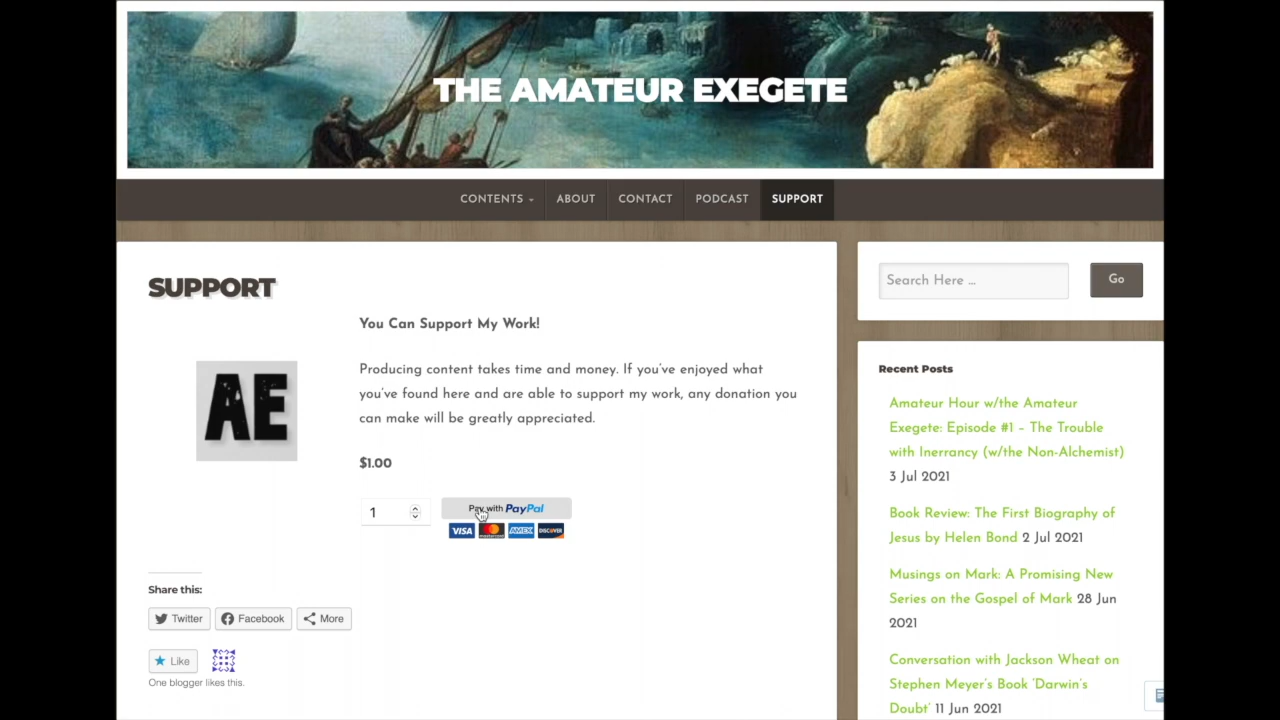 THE AMATEUR EXEGETE
CONTENTS
ABOUT
CONTACT
PODCAST
SUPPORT
SUPPORT
AE
You Can Support My Work!
Producing content takes time and money. If you've enjoyed what
you've found here and are able to support my work, any donation you
can make will be greatly appreciated.
$1.00
1
Pay with PayPal
VISA
mastercard
AMEX
DISCOVER
Share this:
Twitter
Facebook
More
Like
One blogger likes this.
Search Here ...
Go
Recent Posts
Amateur Hour w/the Amateur
Exegete: Episode #1 – The Trouble
with Inerrancy (w/the Non-Alchemist)
3 Jul 2021
Book Review: The First Biography of
Jesus by Helen Bond 2 Jul 2021
Musings on Mark: A Promising New
Series on the Gospel of Mark 28 Jun
2021
Conversation with Jackson Wheat on
Stephen Meyer's Book 'Darwin's
Doubt' 11 Jun 2021